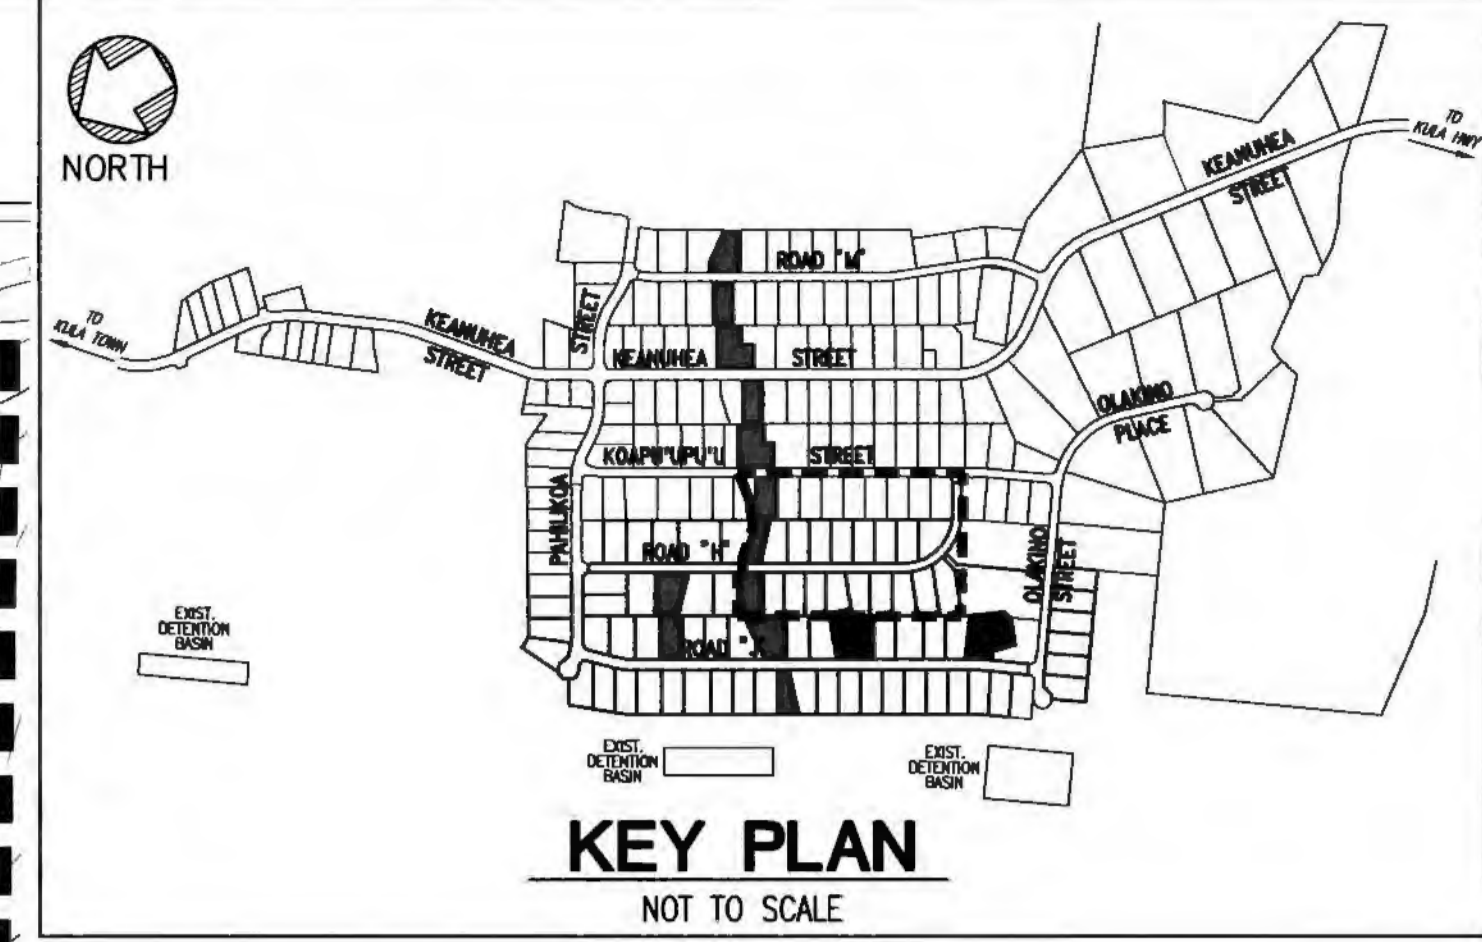 NORTH
TO
KULA HWY
KEANUHEA
STREET
ROAD "M"
TO
KULA TOWN
KEANUHEA
STREET
STREET
KEANUHEA STREET
OLAKINO
PLACE
KOAPU'UPU'U STREET
PAHILIKOA
ROAD "H"
OLAKINO
STREET
EXIST.
DETENTION
BASIN
ROAD "J"
EXIST.
DETENTION
BASIN
EXIST.
DETENTION
BASIN
KEY PLAN
NOT TO SCALE